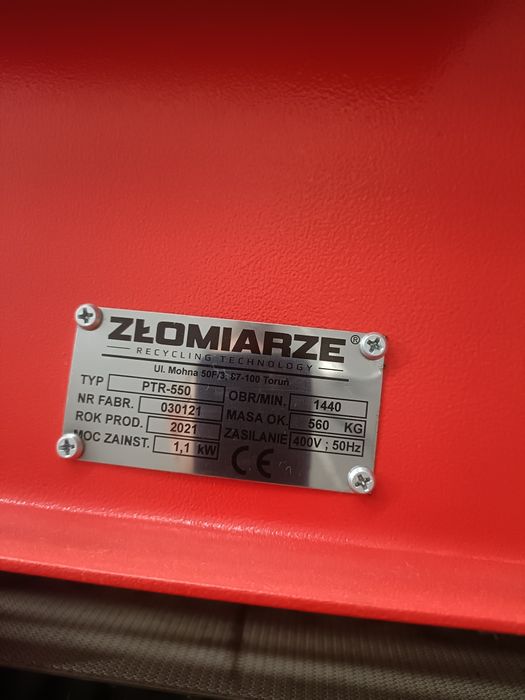 ZŁOMIARZE®
RECYCLING TECHNOLOGY
Ul. Mohna 50F/3, 87-100 Toruń
TYP PTR-550 OBR/MIN. 1440
NR FABR. 030121 MASA OK. 560 KG
ROK PROD. 2021 ZASILANIE 400V ; 50Hz
MOC ZAINST. 1,1 kW CE